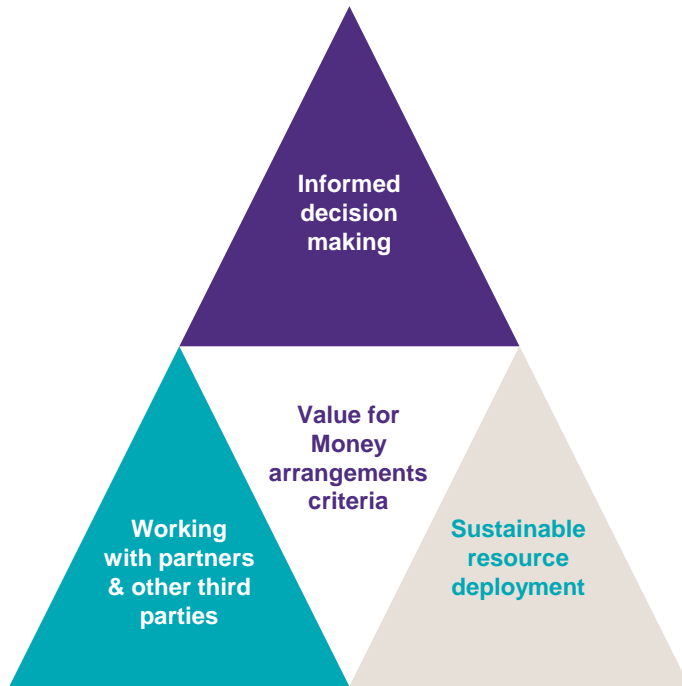 Informed
decision
making
Value for
Money
arrangements
criteria
Working
with partners
& other third
parties
Sustainable
resource
deployment